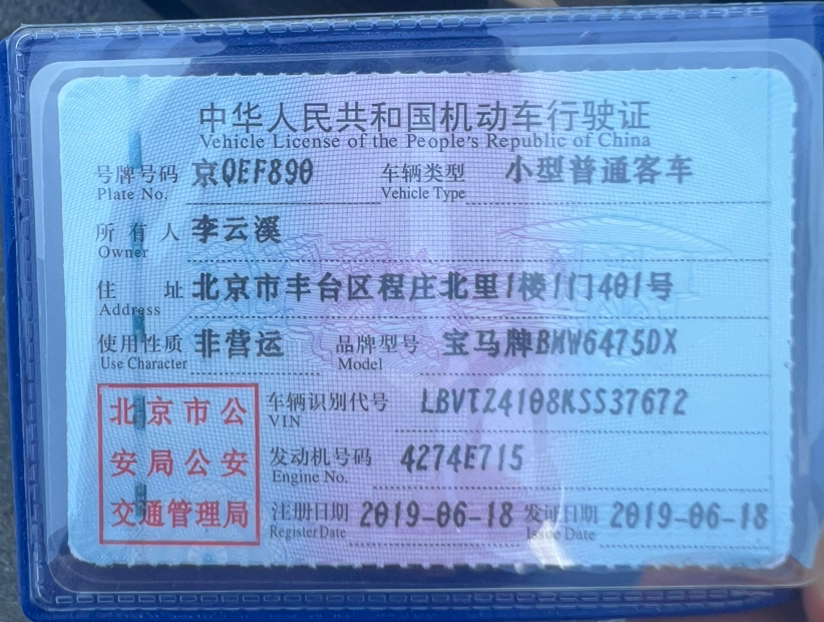 中华人民共和国机动车行驶证
Vehicle License of the People's Republic of China
号牌号码 京QEF890 车辆类型 小型普通客车
Plate No. Vehicle Type
所有人 李云溪
Owner
住址 北京市丰台区程庄北里1楼1门401号
Address
使用性质 非营运 品牌型号 宝马牌BMW6475DX
Use Character Model
北京市公
安局公安
交通管理局
车辆识别代号 LBVTZ4108KSS37672
VIN
发动机号码 4274E715
Engine No.
注册日期 2019-06-18 发证日期 2019-06-18
Register Date Issue Date